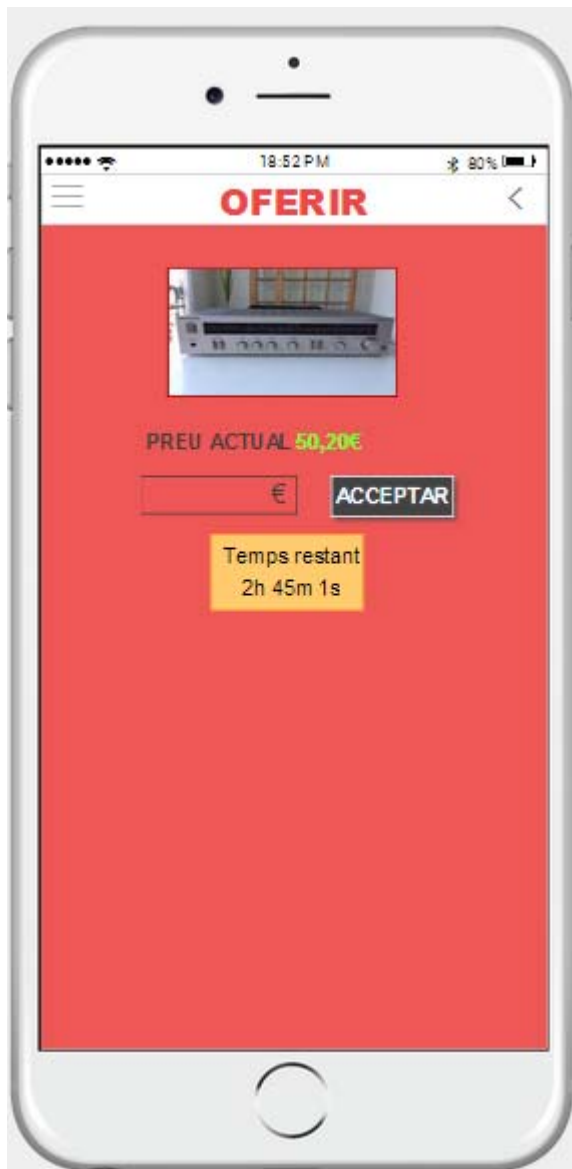 18:52 PM
80%
OFERIR
PREU ACTUAL 50,20€
€
ACCEPTAR
Temps restant
2h 45m 1s